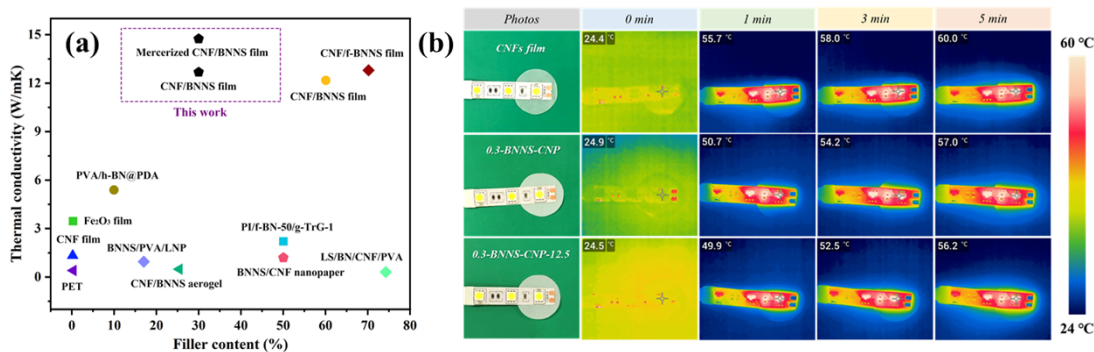 (a)
Thermal conductivity (W/mK)
15
12
9
6
3
0
Mercerized CNF/BNNS film
CNF/BNNS film
This work
CNF/f-BNNS film
CNF/BNNS film
PVA/h-BN@PDA
Fe₂O₃ film
CNF film
BNNS/PVA/LNP
PI/f-BN-50/g-TrG-1
PET
CNF/BNNS aerogel
BNNS/CNF nanopaper
LS/BN/CNF/PVA
0 10 20 30 40 50 60 70 80
Filler content (%)
(b)
Photos 0 min 1 min 3 min 5 min
CNFs film
24.4 °C 55.7 °C 58.0 °C 60.0 °C
0.3-BNNS-CNP
24.9 °C 50.7 °C 54.2 °C 57.0 °C
0.3-BNNS-CNP-12.5
24.5 °C 49.9 °C 52.5 °C 56.2 °C
60 °C
24 °C